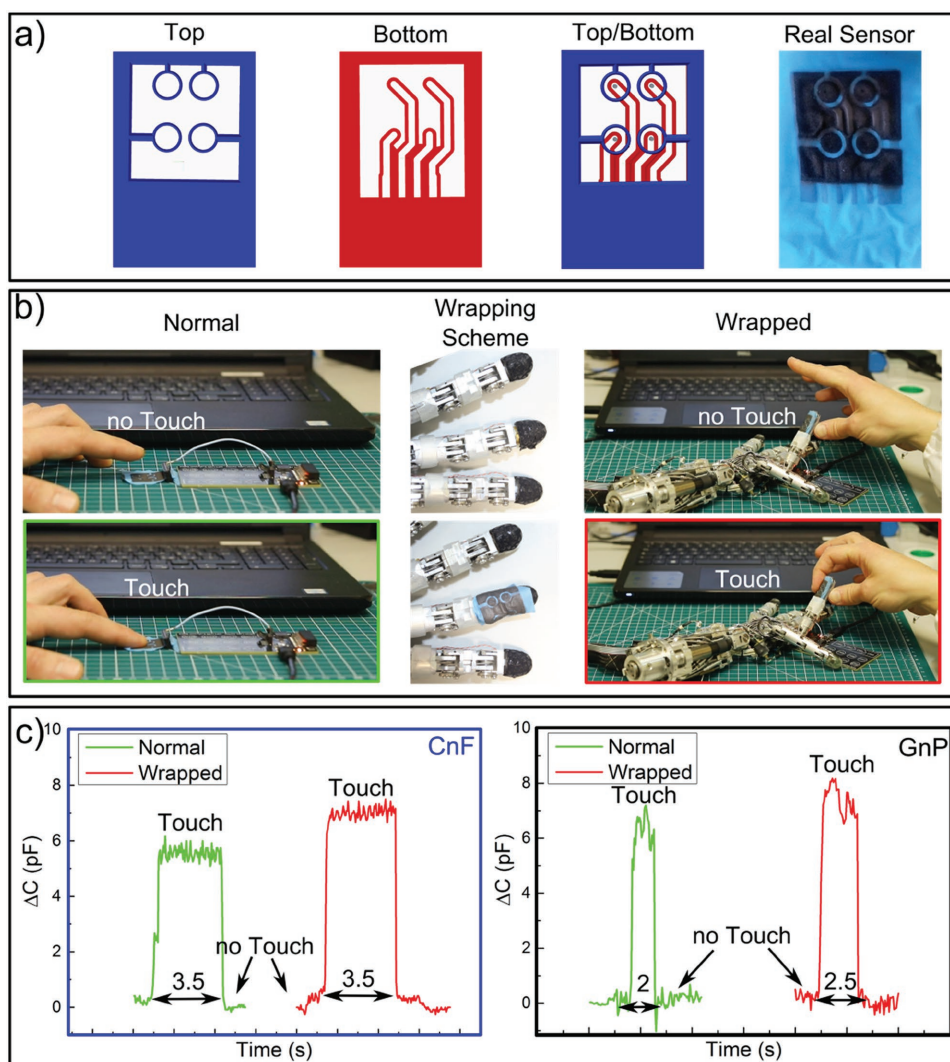 a)
Top
Bottom
Top/Bottom
Real Sensor
b)
Normal
Wrapping
Scheme
Wrapped
no Touch
no Touch
Touch
Touch
c)
10
8
6
4
2
0
ΔC (pF)
Normal
Wrapped
CnF
Touch
Touch
no Touch
3.5
3.5
Time (s)
10
8
6
4
2
0
ΔC (pF)
Normal
Wrapped
GnP
Touch
Touch
no Touch
2
2.5
Time (s)